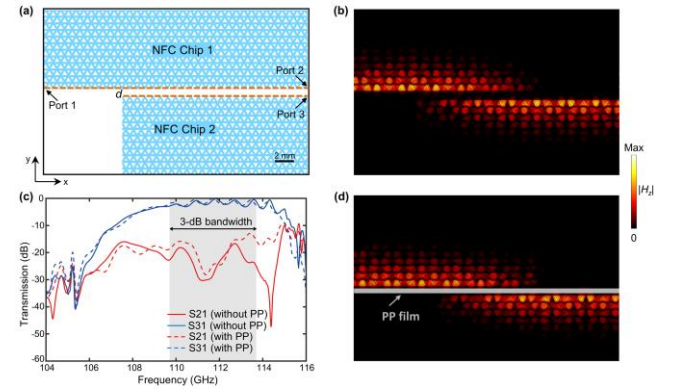 (a)
NFC Chip 1
Port 2
Port 1
d
Port 3
NFC Chip 2
2 mm
y
x
(b)
Max
|Hz|
0
(c)
0
-10
-20
-30
-40
-50
-60
Transmission (dB)
3-dB bandwidth
S21 (without PP)
S31 (without PP)
S21 (with PP)
S31 (with PP)
104 106 108 110 112 114 116
Frequency (GHz)
(d)
PP film